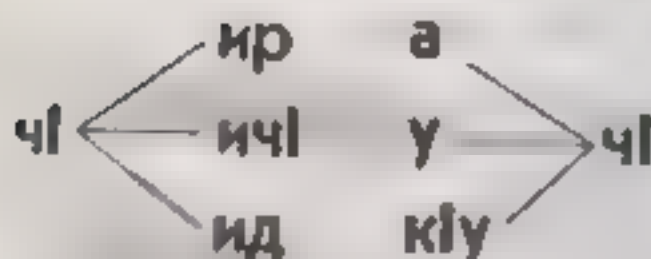 ир а
чӏ ичӏ у чӏ
ид кӏу